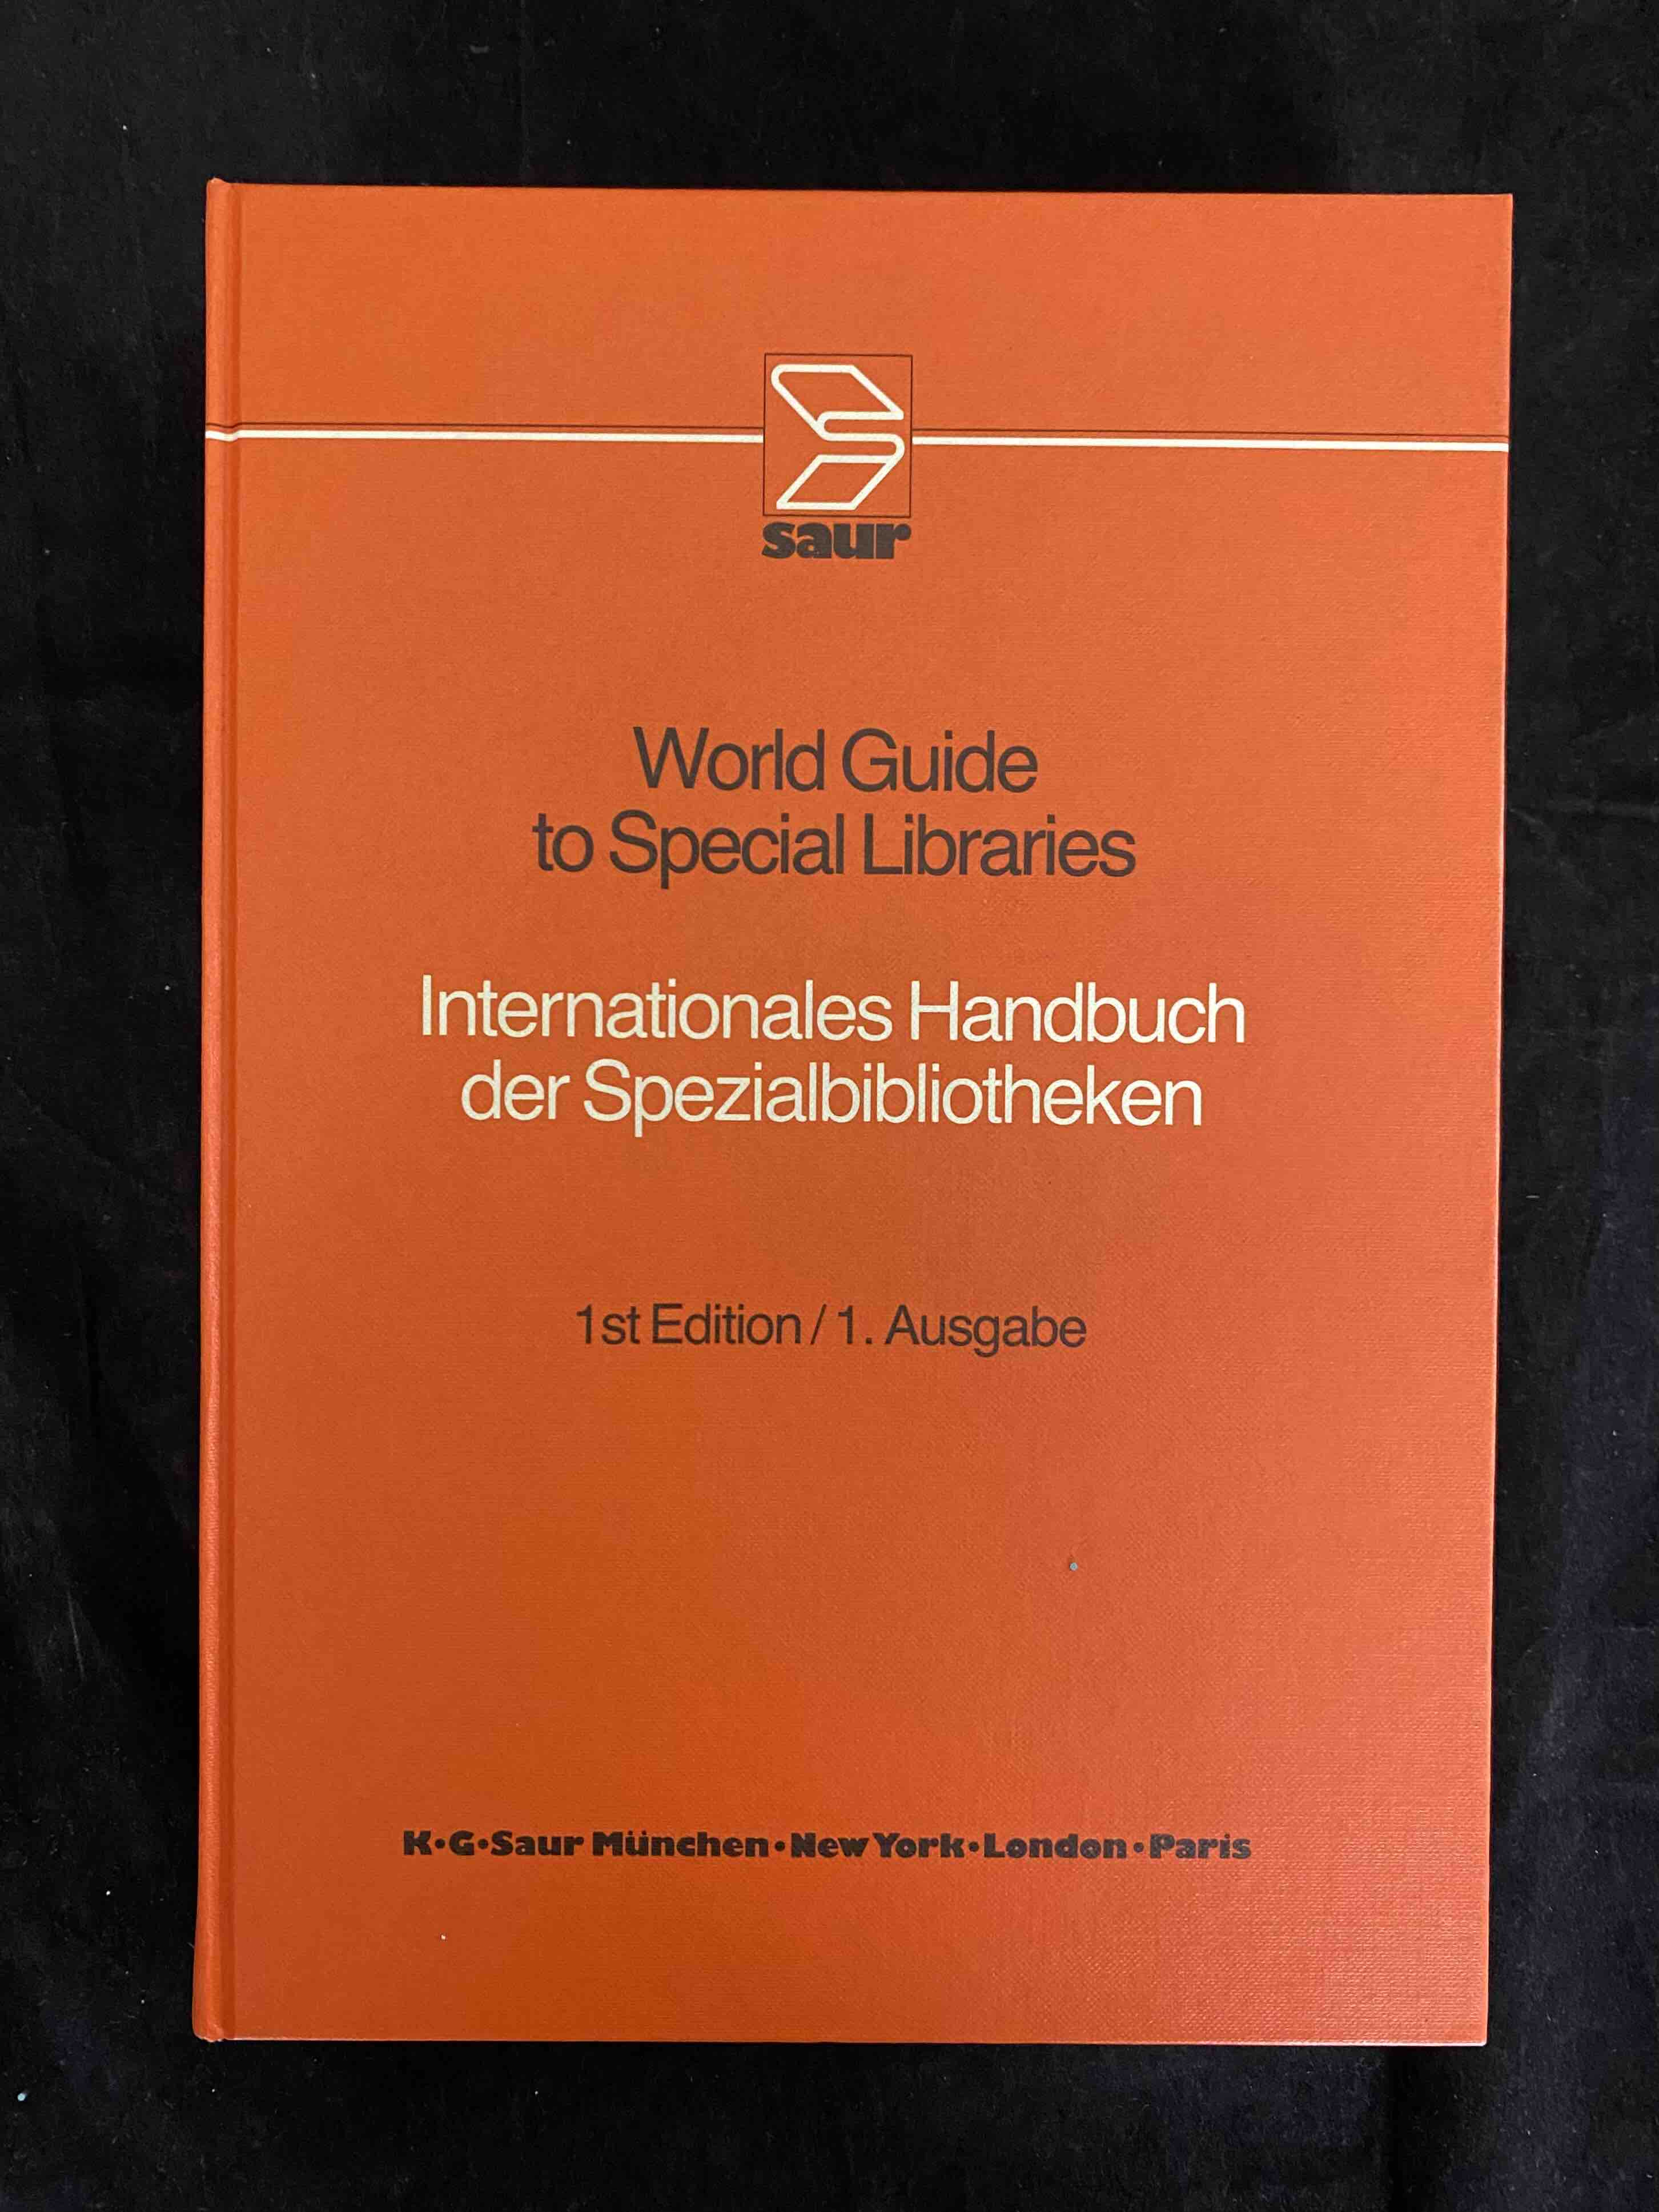 saur
World Guide
to Special Libraries
Internationales Handbuch
der Spezialbibliotheken
1st Edition / 1. Ausgabe
K•G•Saur München•New York•London•Paris